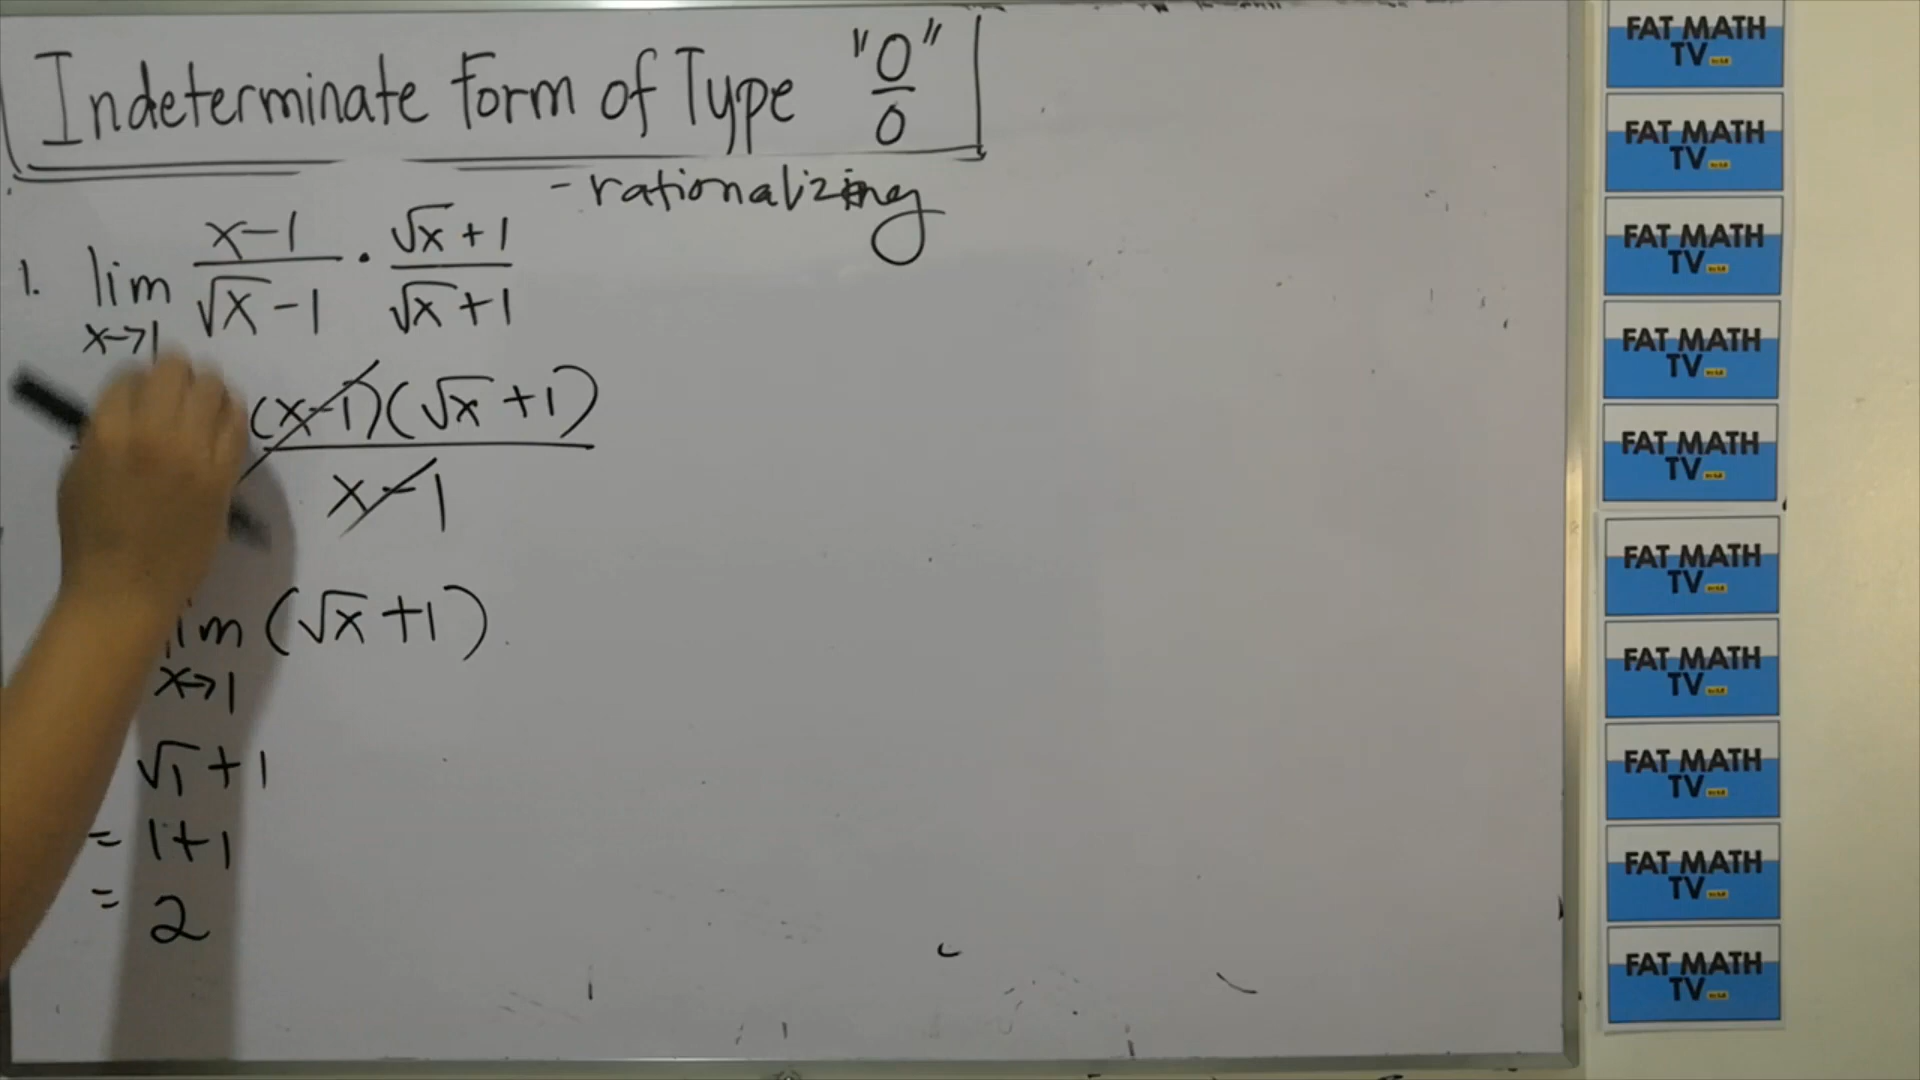 Indeterminate Form of Type "0/0"
- rationalizing
1. lim x→1 x-1/√x-1 · √x+1/√x+1
(x-1)(√x+1)/x-1
lim x→1 (√x+1)
√1+1
= 1+1
= 2
FAT MATH
TV
FAT MATH
TV
FAT MATH
TV
FAT MATH
TV
FAT MATH
TV
FAT MATH
TV
FAT MATH
TV
FAT MATH
TV
FAT MATH
TV
FAT MATH
TV